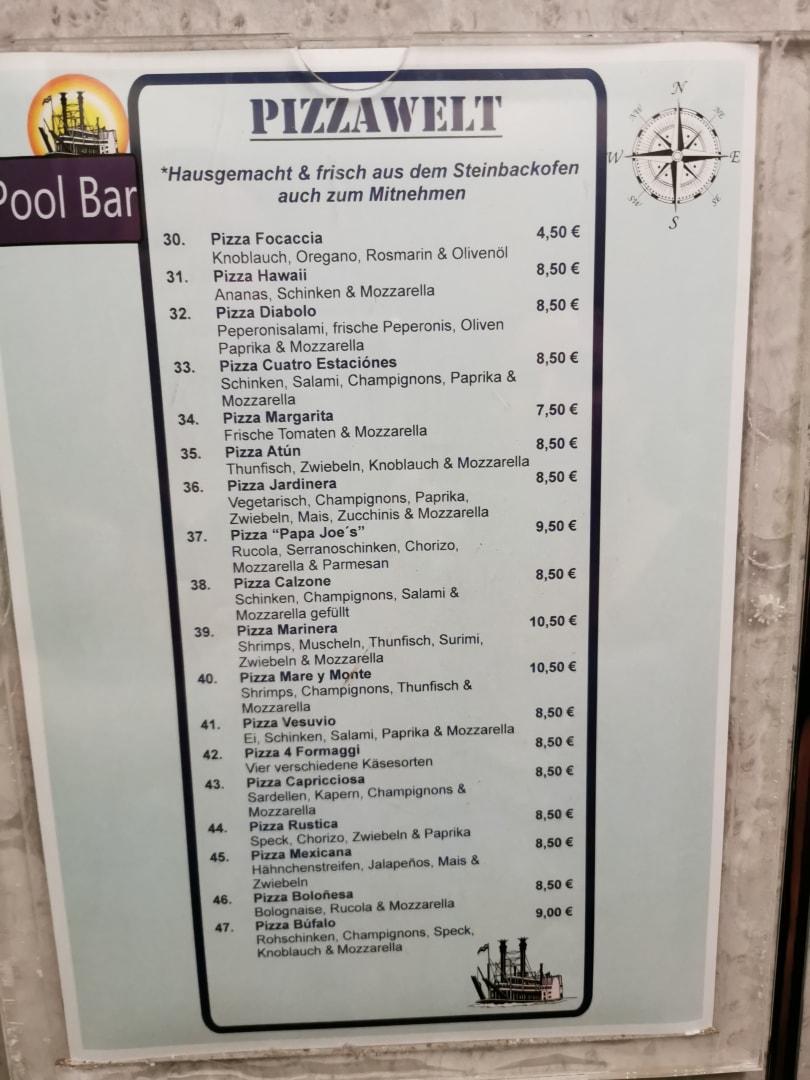 PIZZAWELT
Pool Bar
N
NE
E
SE
S
SW
W
NW
*Hausgemacht & frisch aus dem Steinbackofen
auch zum Mitnehmen
30. Pizza Focaccia 4,50 €
Knoblauch, Oregano, Rosmarin & Olivenöl
31. Pizza Hawaii 8,50 €
Ananas, Schinken & Mozzarella
32. Pizza Diabolo 8,50 €
Peperonisalami, frische Peperonis, Oliven
Paprika & Mozzarella
33. Pizza Cuatro Estaciónes 8,50 €
Schinken, Salami, Champignons, Paprika &
Mozzarella
34. Pizza Margarita 7,50 €
Frische Tomaten & Mozzarella
35. Pizza Atún 8,50 €
Thunfisch, Zwiebeln, Knoblauch & Mozzarella
36. Pizza Jardinera 8,50 €
Vegetarisch, Champignons, Paprika,
Zwiebeln, Mais, Zucchinis & Mozzarella
37. Pizza “Papa Joe´s” 9,50 €
Rucola, Serranoschinken, Chorizo,
Mozzarella & Parmesan
38. Pizza Calzone 8,50 €
Schinken, Champignons, Salami &
Mozzarella gefüllt
39. Pizza Marinera 10,50 €
Shrimps, Muscheln, Thunfisch, Surimi,
Zwiebeln & Mozzarella
40. Pizza Mare y Monte 10,50 €
Shrimps, Champignons, Thunfisch &
Mozzarella
41. Pizza Vesuvio 8,50 €
Ei, Schinken, Salami, Paprika & Mozzarella
42. Pizza 4 Formaggi 8,50 €
Vier verschiedene Käsesorten
43. Pizza Capricciosa 8,50 €
Sardellen, Kapern, Champignons &
Mozzarella
44. Pizza Rustica 8,50 €
Speck, Chorizo, Zwiebeln & Paprika
45. Pizza Mexicana 8,50 €
Hähnchenstreifen, Jalapeños, Mais &
Zwiebeln
46. Pizza Boloñesa 8,50 €
Bolognaise, Rucola & Mozzarella
47. Pizza Búfalo 9,00 €
Rohschinken, Champignons, Speck,
Knoblauch & Mozzarella